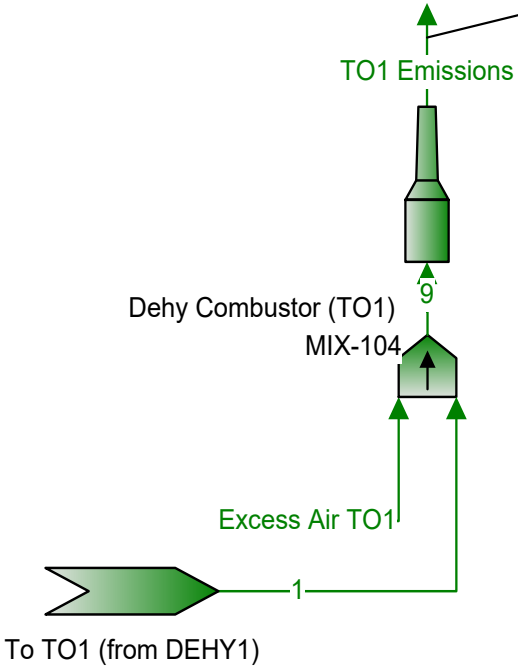 TO1 Emissions
9
Dehy Combustor (TO1)
MIX-104
Excess Air TO1
1
To TO1 (from DEHY1)